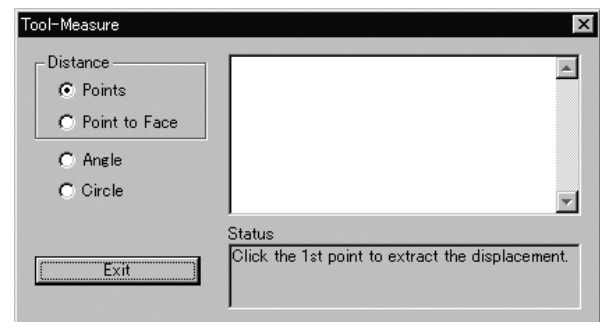 Tool-Measure
Distance
Points
Point to Face
Angle
Circle
Exit
Status
Click the 1st point to extract the displacement.